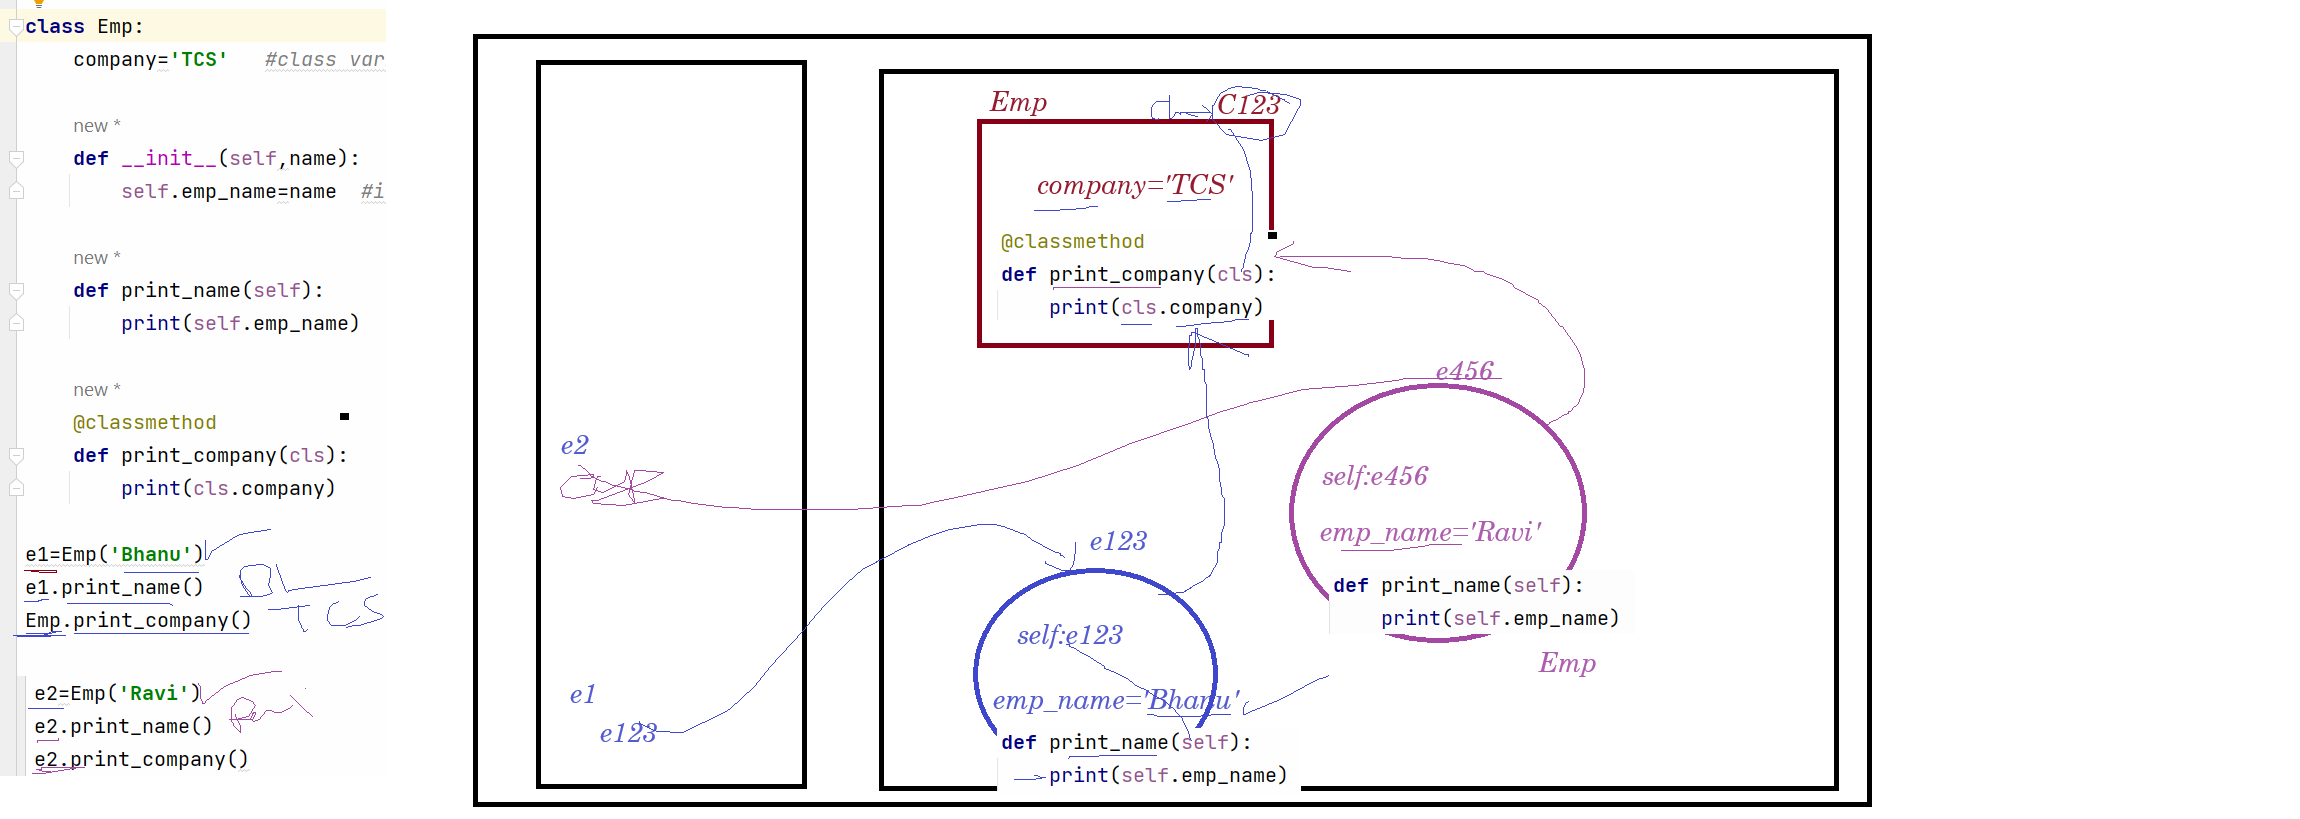 class Emp:
company='TCS' #class var
new *
def __init__(self,name):
self.emp_name=name #i
new *
def print_name(self):
print(self.emp_name)
new *
@classmethod
def print_company(cls):
print(cls.company)
e1=Emp('Bhanu')
e1.print_name()
Emp.print_company()
TCS
e2=Emp('Ravi')
e2.print_name()
e2.print_company()
e2
e1
e123
Emp
C123
company='TCS'
@classmethod
def print_company(cls):
print(cls.company)
e456
self:e456
emp_name='Ravi'
def print_name(self):
print(self.emp_name)
Emp
e123
self:e123
emp_name='Bhanu'
def print_name(self):
print(self.emp_name)